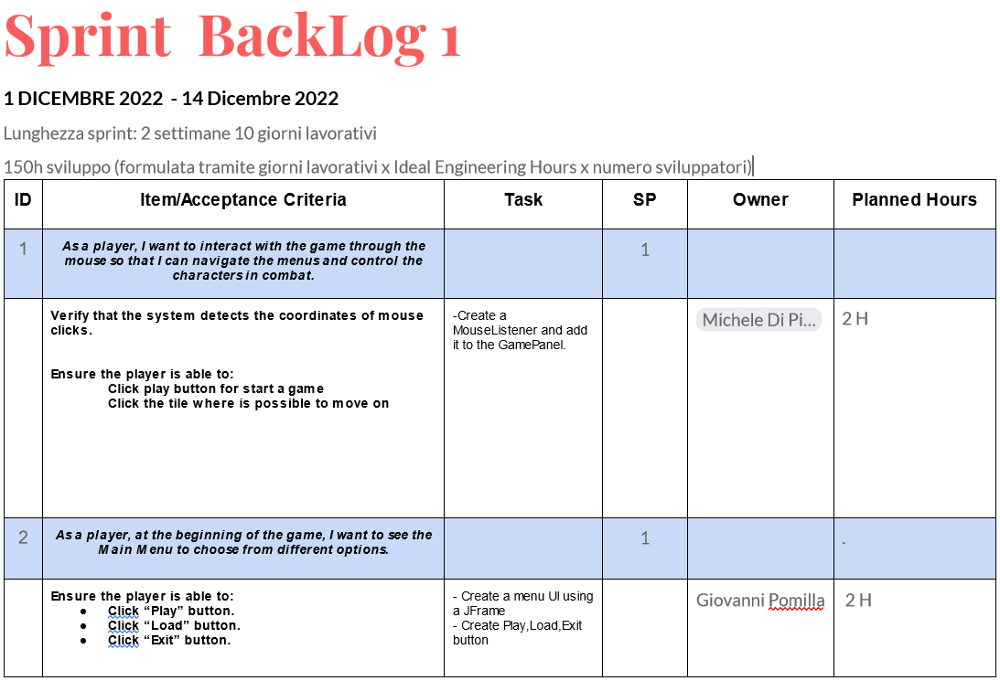 Sprint BackLog 1
1 DICEMBRE 2022 - 14 Dicembre 2022
Lunghezza sprint: 2 settimane 10 giorni lavorativi
150h sviluppo (formulata tramite giorni lavorativi x Ideal Engineering Hours x numero sviluppatori)
ID Item/Acceptance Criteria Task SP Owner Planned Hours
1
As a player, I want to interact with the game through the
mouse so that I can navigate the menus and control the
characters in combat.
1
Verify that the system detects the coordinates of mouse
clicks.
Ensure the player is able to:
Click play button for start a game
Click the tile where is possible to move on
-Create a
MouseListener and add
it to the GamePanel.
Michele Di Pi...
2 H
2
As a player, at the beginning of the game, I want to see the
Main Menu to choose from different options.
1
.
Ensure the player is able to:
● Click “Play” button.
● Click “Load” button.
● Click “Exit” button.
- Create a menu UI using
a JFrame
- Create Play,Load,Exit
button
Giovanni Pomilla
2 H